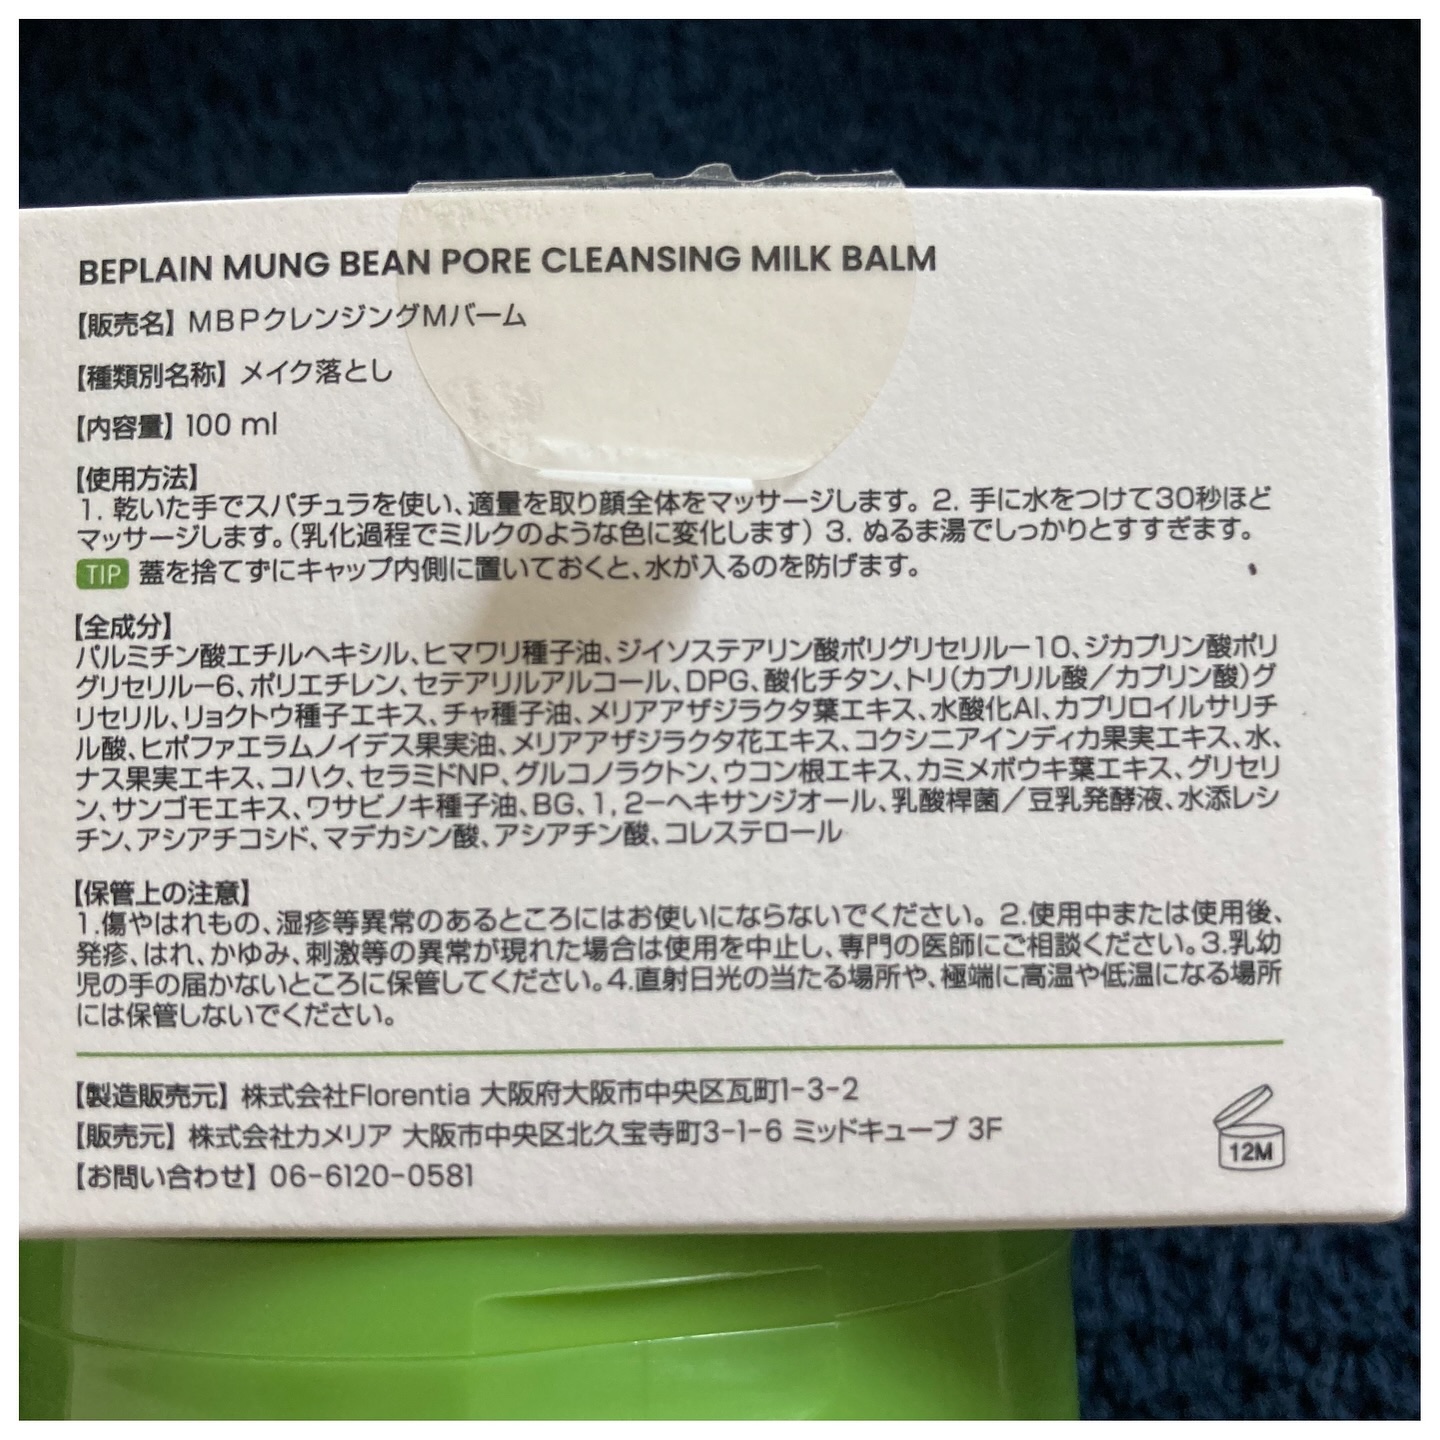 BEPLAIN MUNG BEAN PORE CLEANSING MILK BALM
【販売名】MBPクレンジングMバーム
【種類別名称】メイク落とし
【内容量】100 ml
【使用方法】
1. 乾いた手でスパチュラを使い、適量を取り顔全体をマッサージします。 2. 手に水をつけて30秒ほど
マッサージします。(乳化過程でミルクのような色に変化します) 3. ぬるま湯でしっかりとすすぎます。
TIP 蓋を捨てずにキャップ内側に置いておくと、水が入るのを防げます。
【全成分】
パルミチン酸エチルヘキシル、ヒマワリ種子油、ジイソステアリン酸ポリグリセリル－10、ジカプリン酸ポリ
グリセリル－6、ポリエチレン、セテアリルアルコール、DPG、酸化チタン、トリ(カプリル酸／カプリン酸)グ
リセリル、リョクトウ種子エキス、チャ種子油、メリアアザジラクタ葉エキス、水酸化Al、カプリロイルサリチ
ル酸、ヒポファエラムノイデス果実油、メリアアザジラクタ花エキス、コクシニアインディカ果実エキス、水、
ナス果実エキス、コハク、セラミドNP、グルコノラクトン、ウコン根エキス、カミメボウキ葉エキス、グリセリ
ン、サンゴモエキス、ワサビノキ種子油、BG、1,2－ヘキサンジオール、乳酸桿菌／豆乳発酵液、水添レシ
チン、アシアチコシド、マデカシン酸、アシアチン酸、コレステロール
【保管上の注意】
1.傷やはれもの、湿疹等異常のあるところにはお使いにならないでください。 2.使用中または使用後、
発疹、はれ、かゆみ、刺激等の異常が現れた場合は使用を中止し、専門の医師にご相談ください。3.乳幼
児の手の届かないところに保管してください。4.直射日光の当たる場所や、極端に高温や低温になる場所
には保管しないでください。
【製造販売元】株式会社Florentia 大阪府大阪市中央区瓦町1-3-2
【販売元】株式会社カメリア 大阪市中央区北久宝寺町3-1-6 ミッドキューブ 3F
【お問い合わせ】06-6120-0581
12M